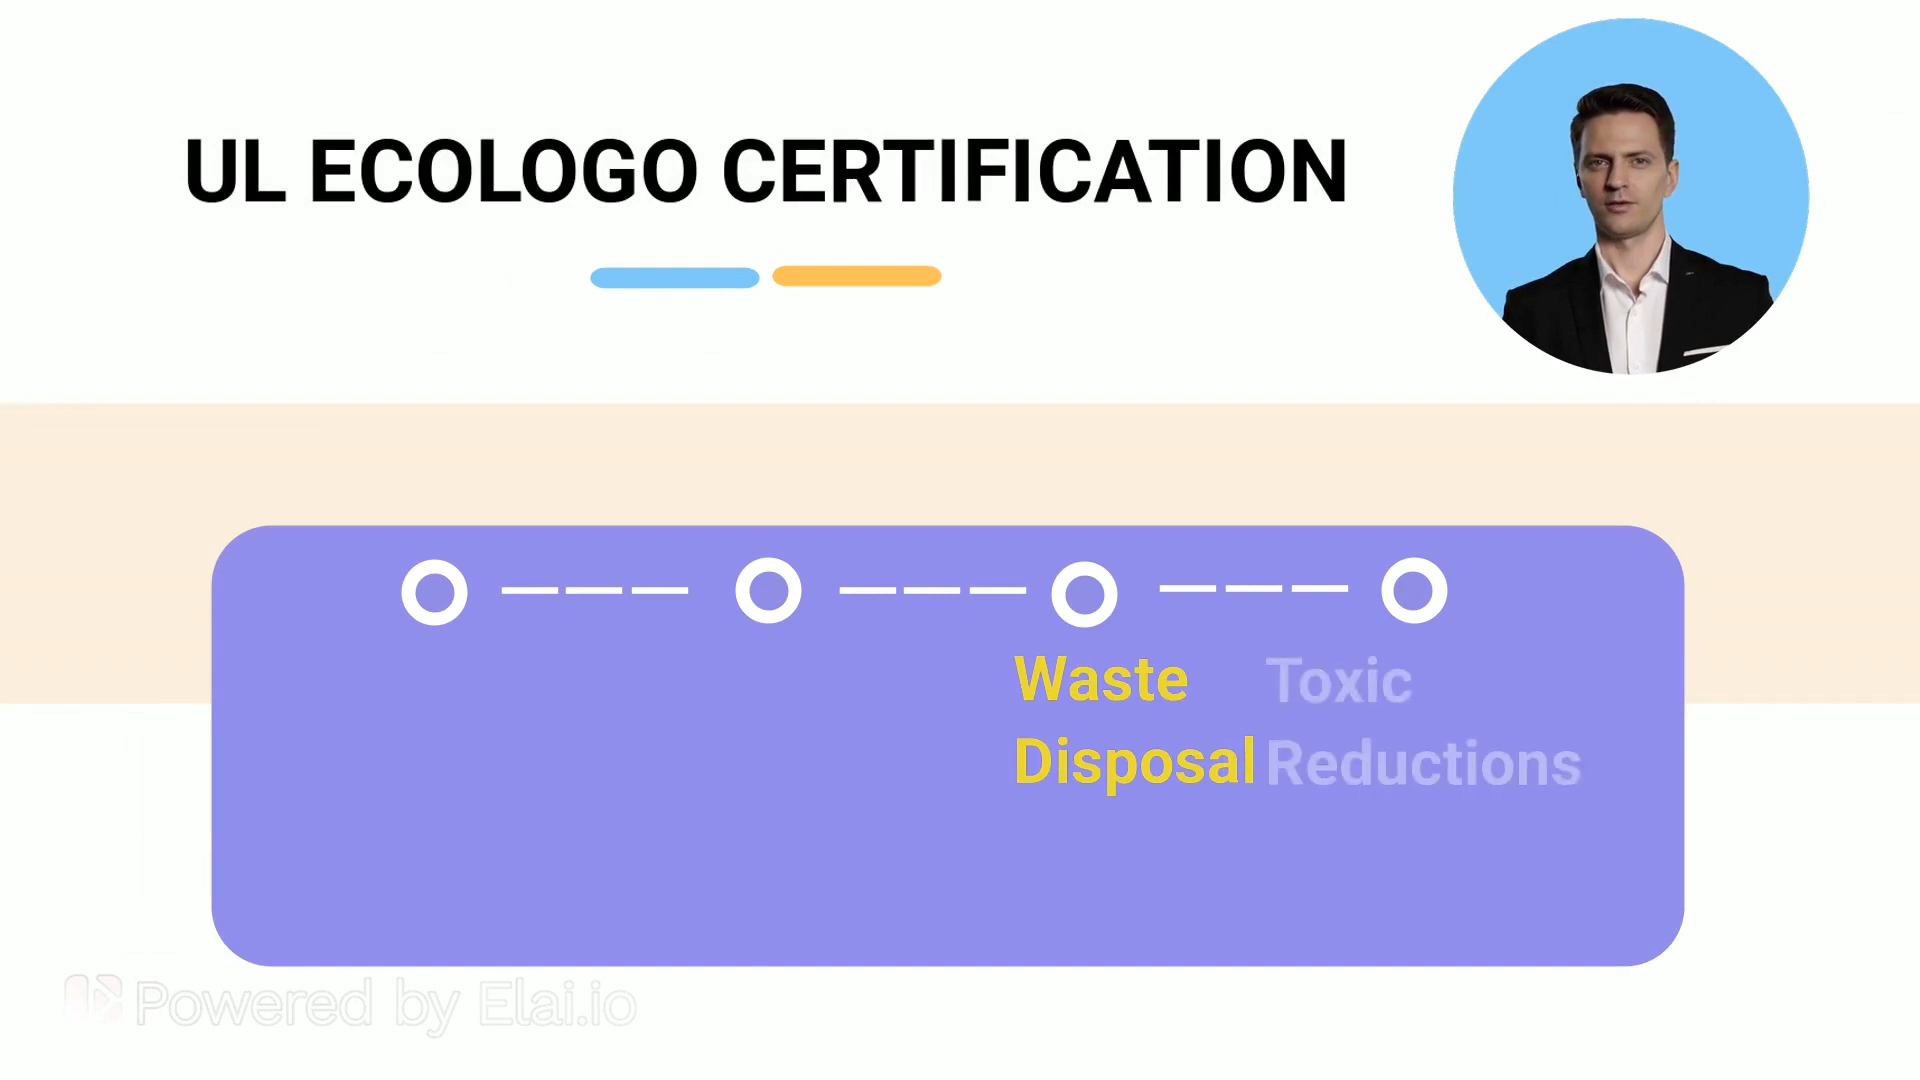 UL ECOLOGO CERTIFICATION
Waste
Disposal
Toxic
Reductions
Powered by Elai.io